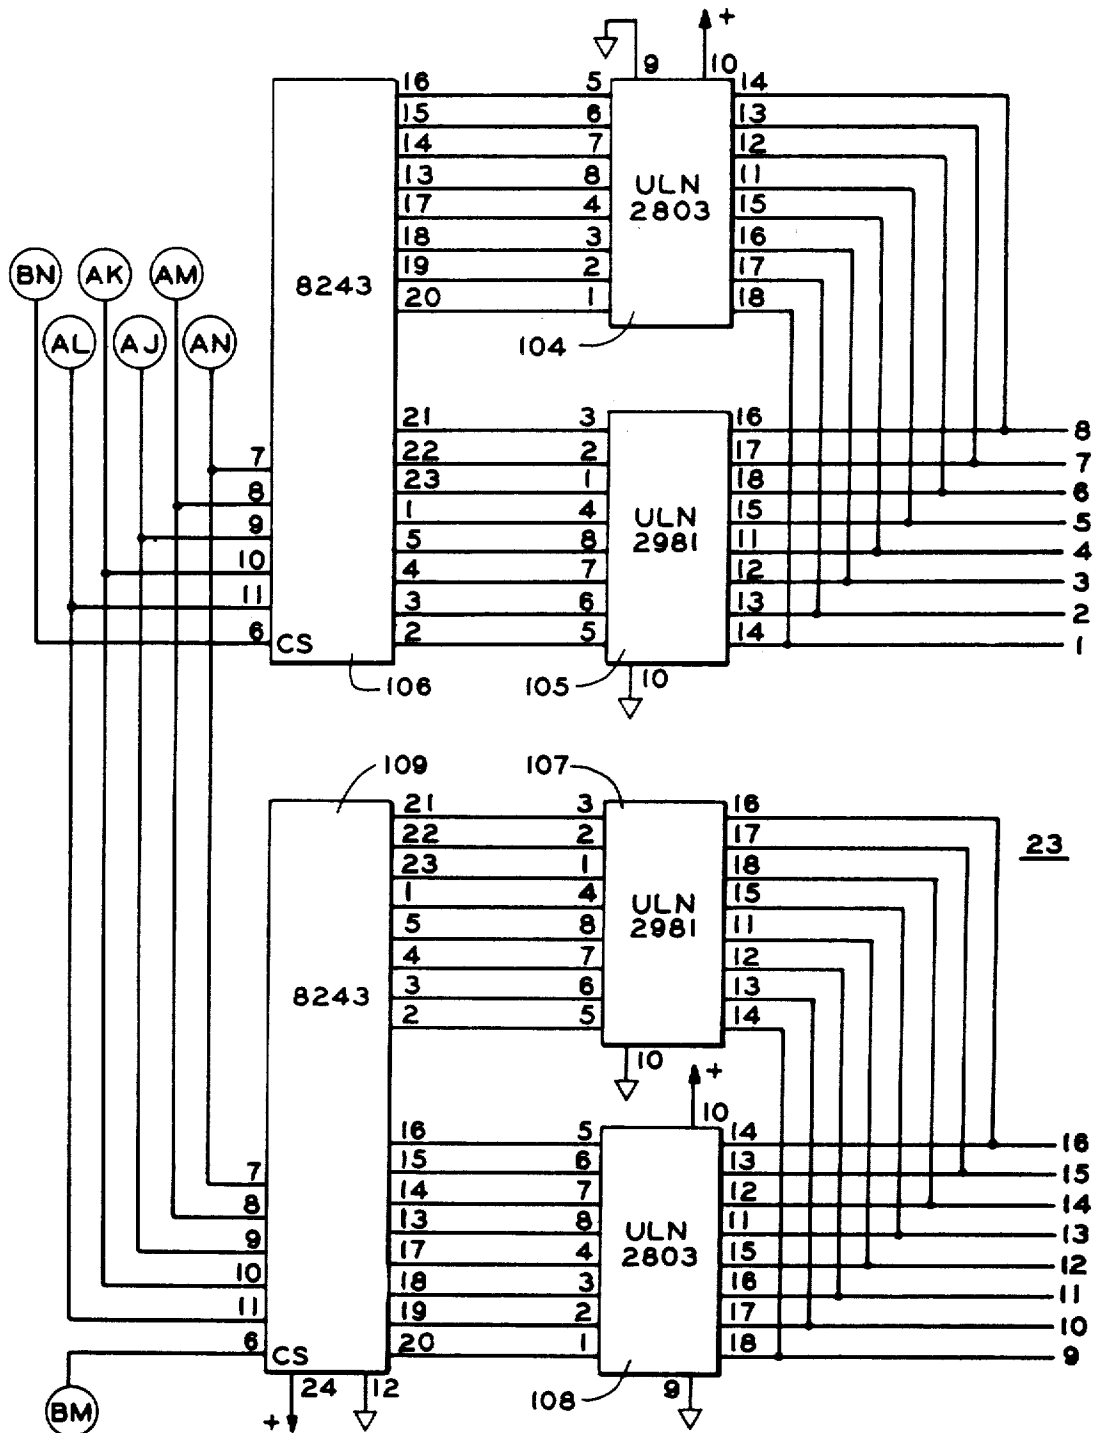 +
9 10
16 5 14
15 6 13
14 7 12
13 8 ULN 11
17 4 2803 15
18 3 16
BN AK AM 19 2 17
8243 20 1 18
AL AJ AN 104
21 3 16 8
7 22 2 17 7
23 1 18 6
8 1 4 ULN 15 5
9 5 8 2981 11 4
10 4 7 12 3
11 3 6 13 2
6 CS 2 5 14 1
106 105 10
109 107
21 3 16
22 2 17 23
23 1 18
1 4 ULN 15
5 8 2981 11
4 7 12
8243 3 6 13
2 5 14
10 +
10
16 5 14 16
7 15 6 13 15
8 14 7 12 14
13 8 ULN 11 13
9 17 4 2803 15 12
10 18 3 16 11
11 19 2 17 10
6 CS 20 1 18 9
24 12 108 9
BM +